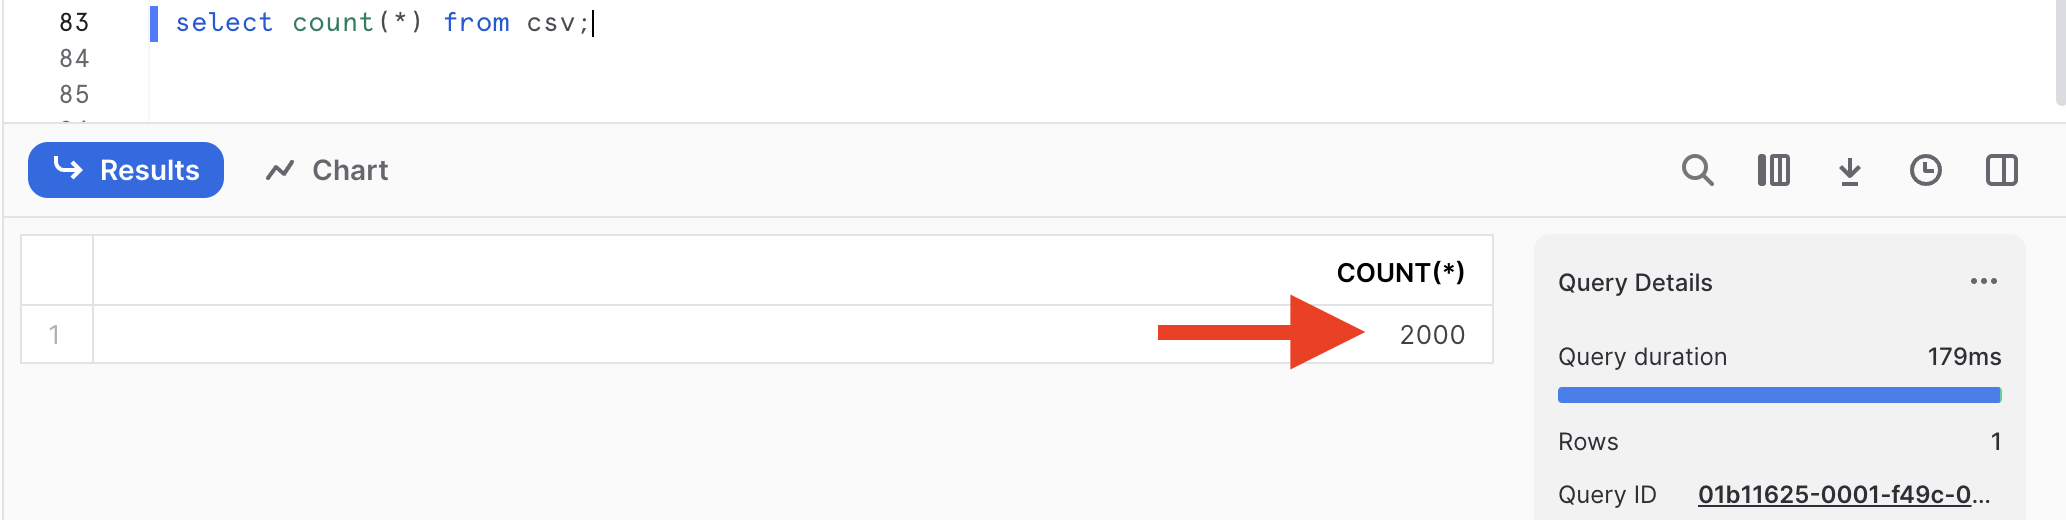 83 select count(*) from csv;
84
85
Results Chart
COUNT(*)
1 2000
Query Details ...
Query duration 179ms
Rows 1
Query ID 01b11625-0001-f49c-0...